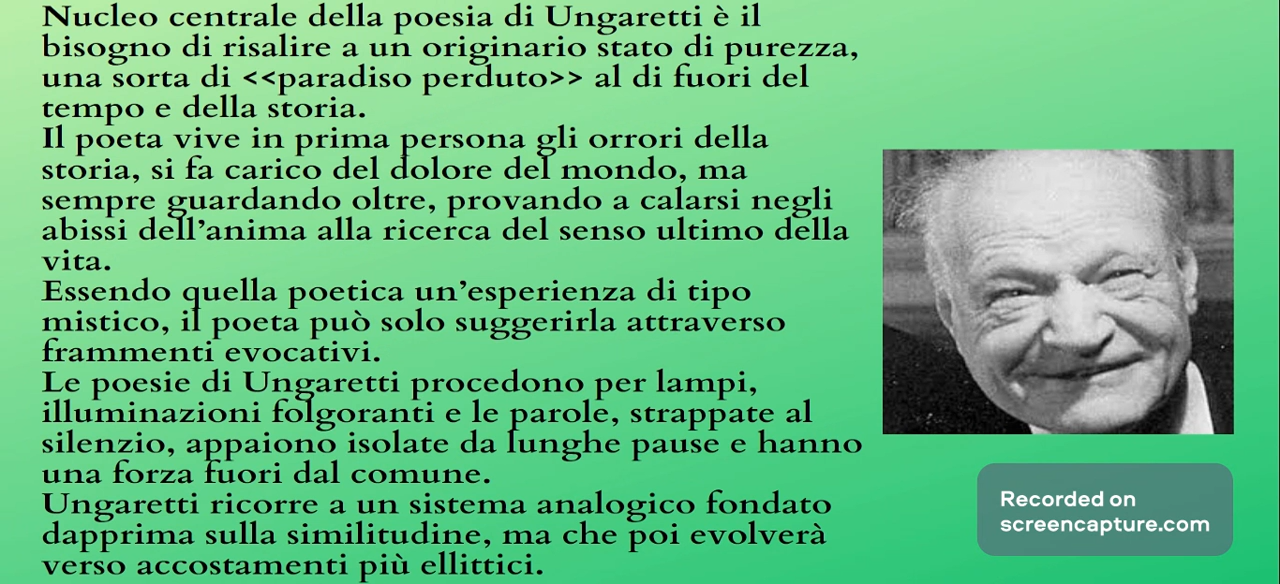 Nucleo centrale della poesia di Ungaretti è il
bisogno di risalire a un originario stato di purezza,
una sorta di <<paradiso perduto>> al di fuori del
tempo e della storia.
Il poeta vive in prima persona gli orrori della
storia, si fa carico del dolore del mondo, ma
sempre guardando oltre, provando a calarsi negli
abissi dell’anima alla ricerca del senso ultimo della
vita.
Essendo quella poetica un’esperienza di tipo
mistico, il poeta può solo suggerirla attraverso
frammenti evocativi.
Le poesie di Ungaretti procedono per lampi,
illuminazioni folgoranti e le parole, strappate al
silenzio, appaiono isolate da lunghe pause e hanno
una forza fuori dal comune.
Ungaretti ricorre a un sistema analogico fondato
dapprima sulla similitudine, ma che poi evolverà
verso accostamenti più ellittici.
Recorded on
screencapture.com